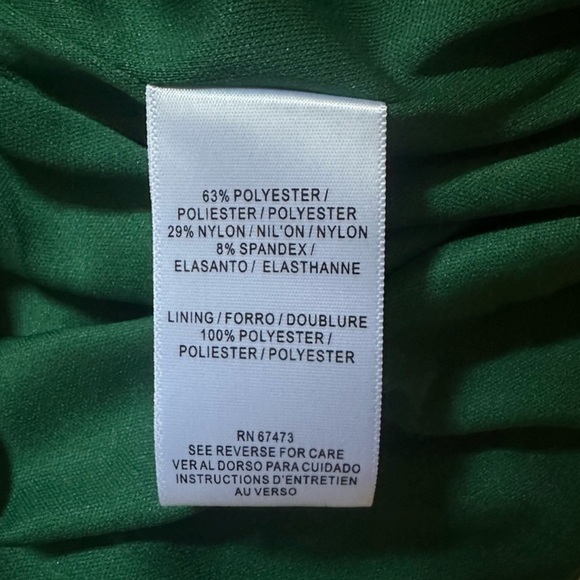 63% POLYESTER /
POLIESTER / POLYESTER
29% NYLON / NIL'ON / NYLON
8% SPANDEX /
ELASANTO / ELASTHANNE
LINING / FORRO / DOUBLURE
100% POLYESTER /
POLIESTER / POLYESTER
RN 67473
SEE REVERSE FOR CARE
VER AL DORSO PARA CUIDADO
INSTRUCTIONS D'ENTRETIEN
AU VERSO